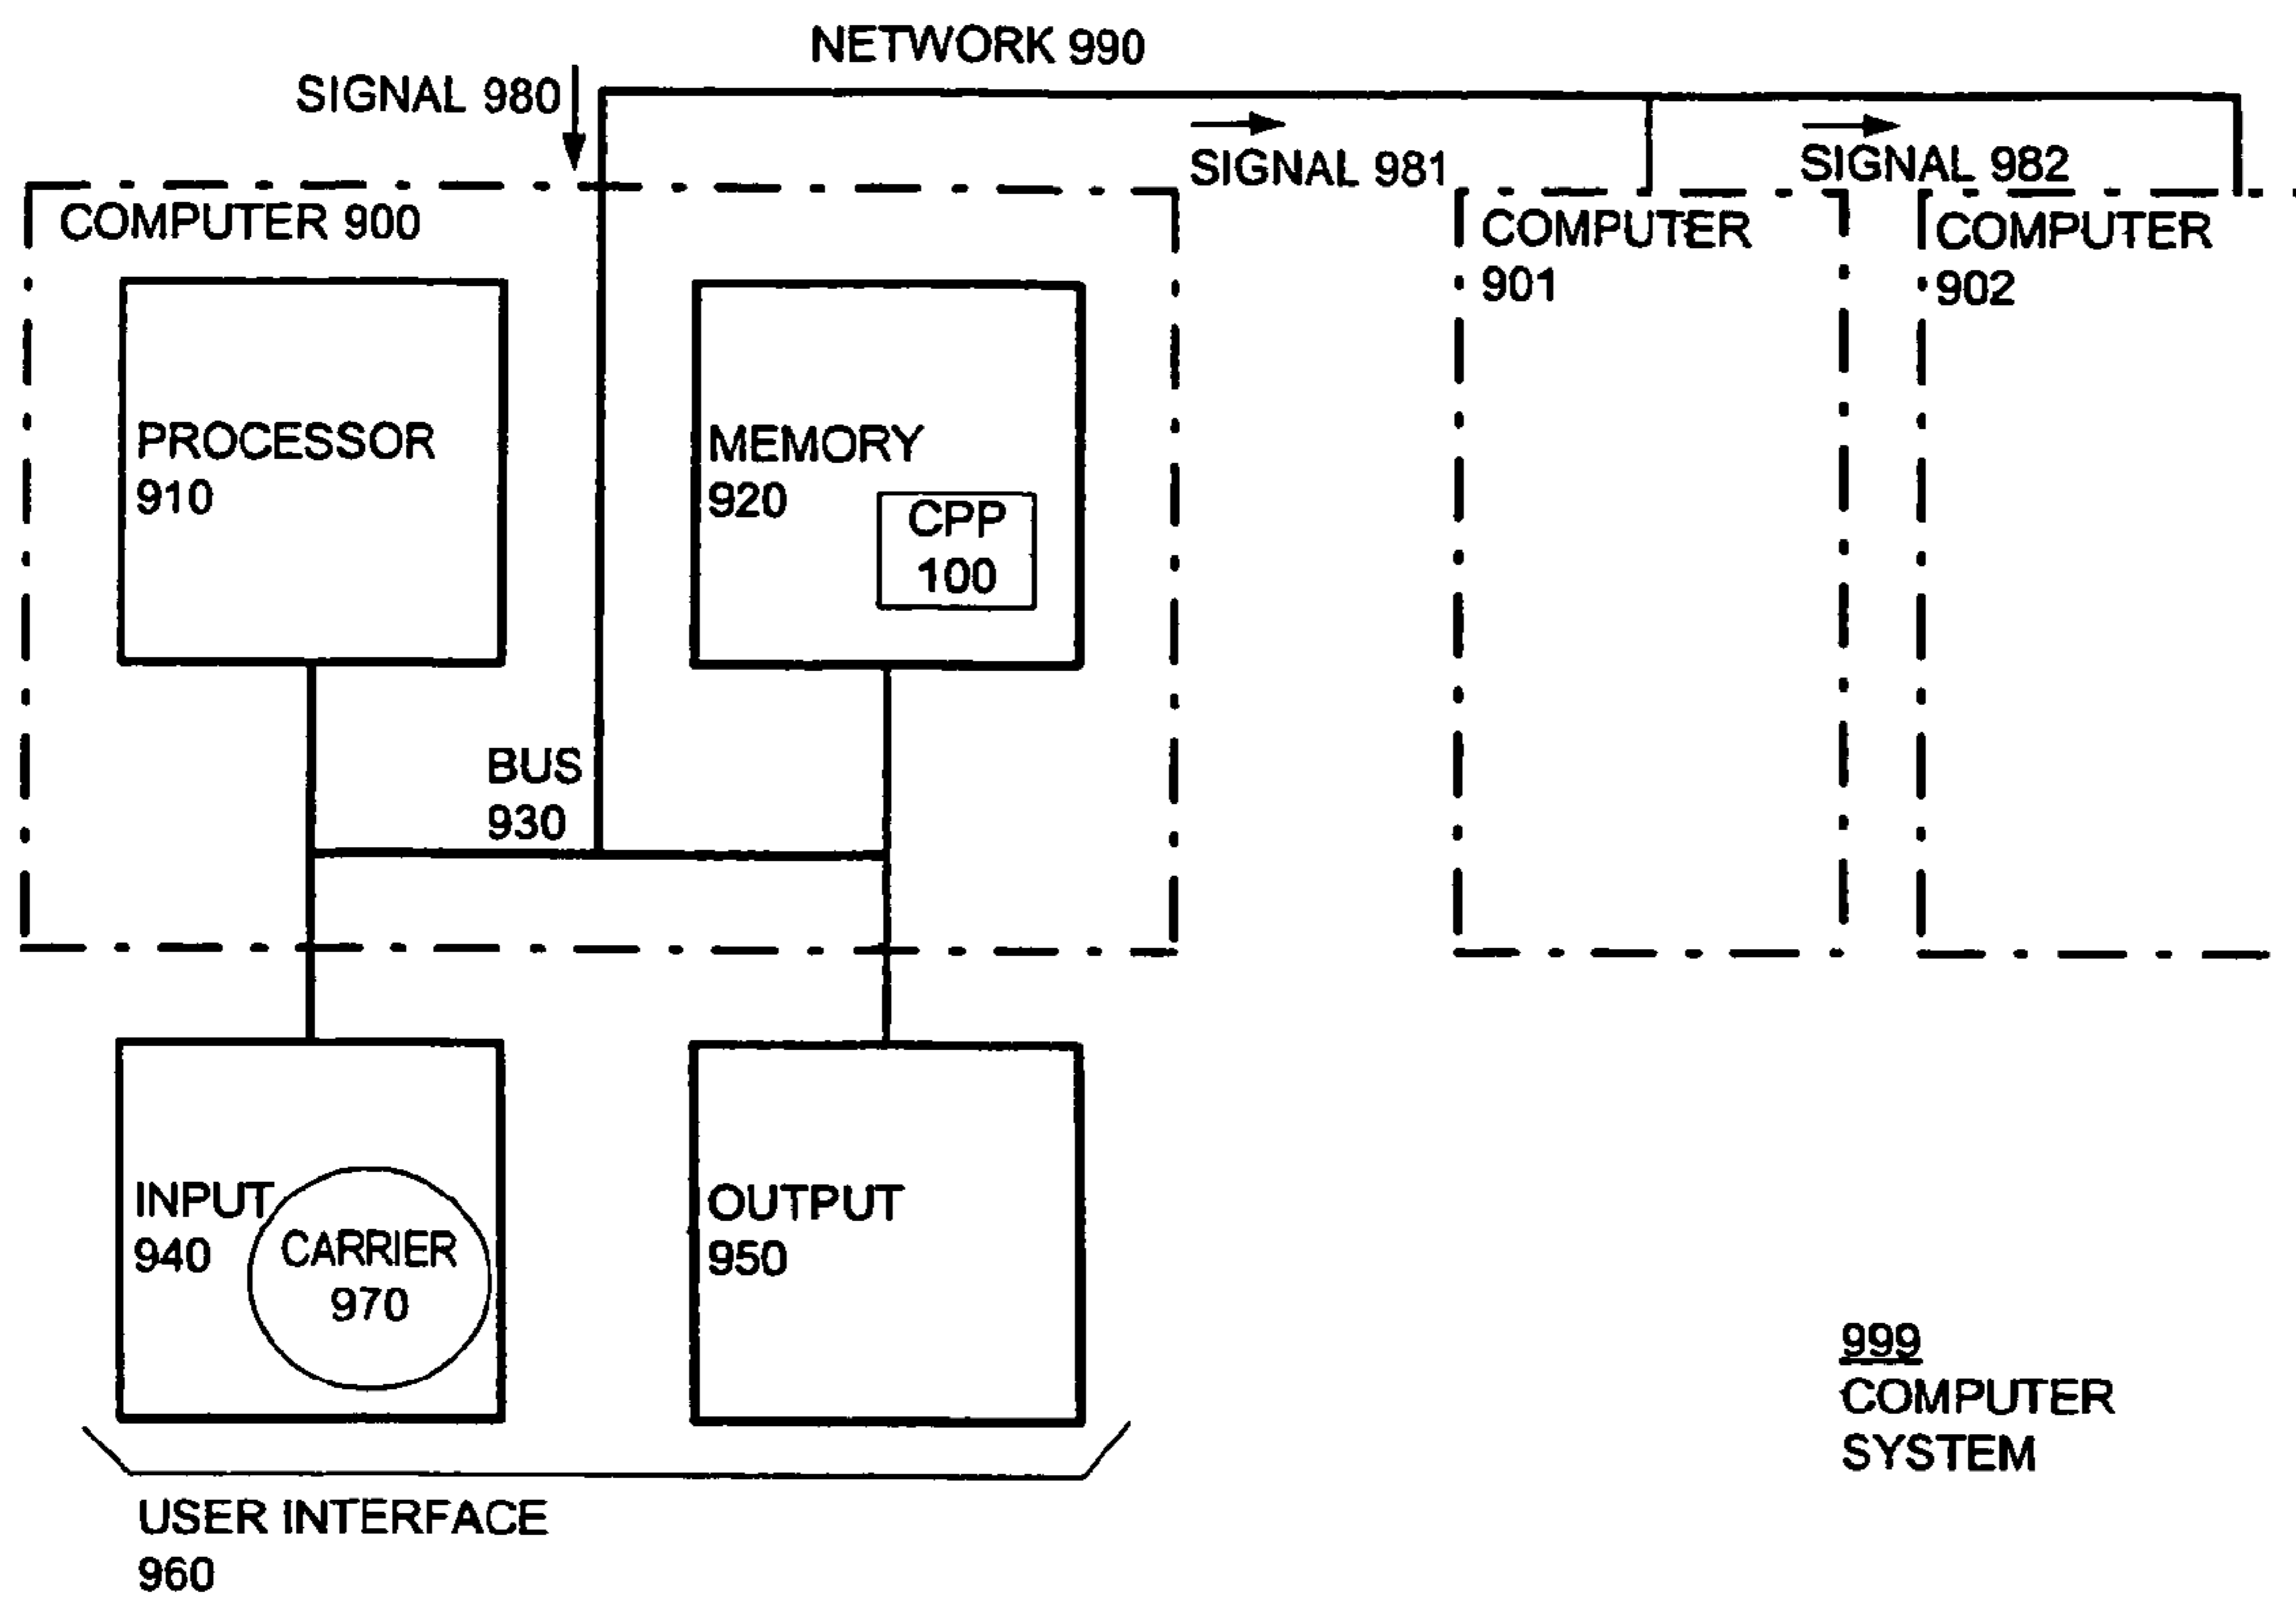 NETWORK 990
SIGNAL 980
SIGNAL 981
SIGNAL 982
COMPUTER 900
COMPUTER
901
COMPUTER
902
PROCESSOR
910
MEMORY
920
CPP
100
BUS
930
INPUT
940
CARRIER
970
OUTPUT
950
999
COMPUTER
SYSTEM
USER INTERFACE
960